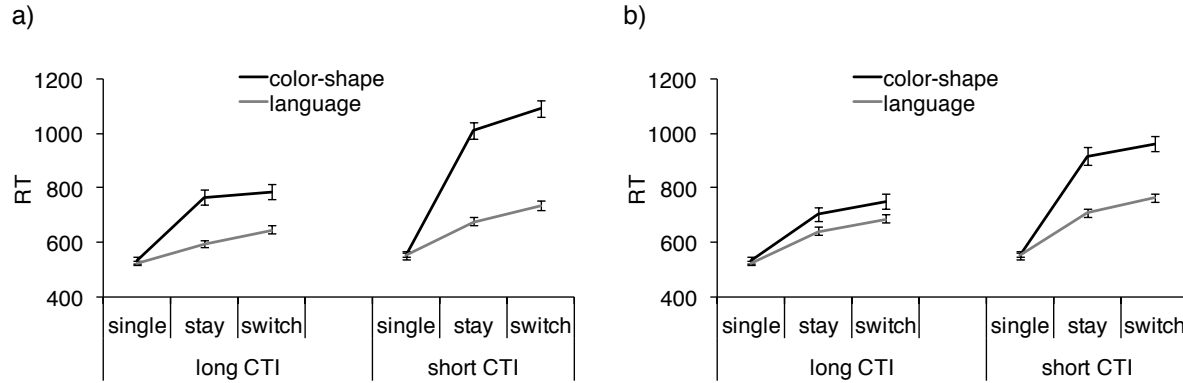 a)
color-shape
language
1200
1000
800
600
400
RT
single stay switch single stay switch
long CTI short CTI
b)
color-shape
language
1200
1000
800
600
400
RT
single stay switch single stay switch
long CTI short CTI